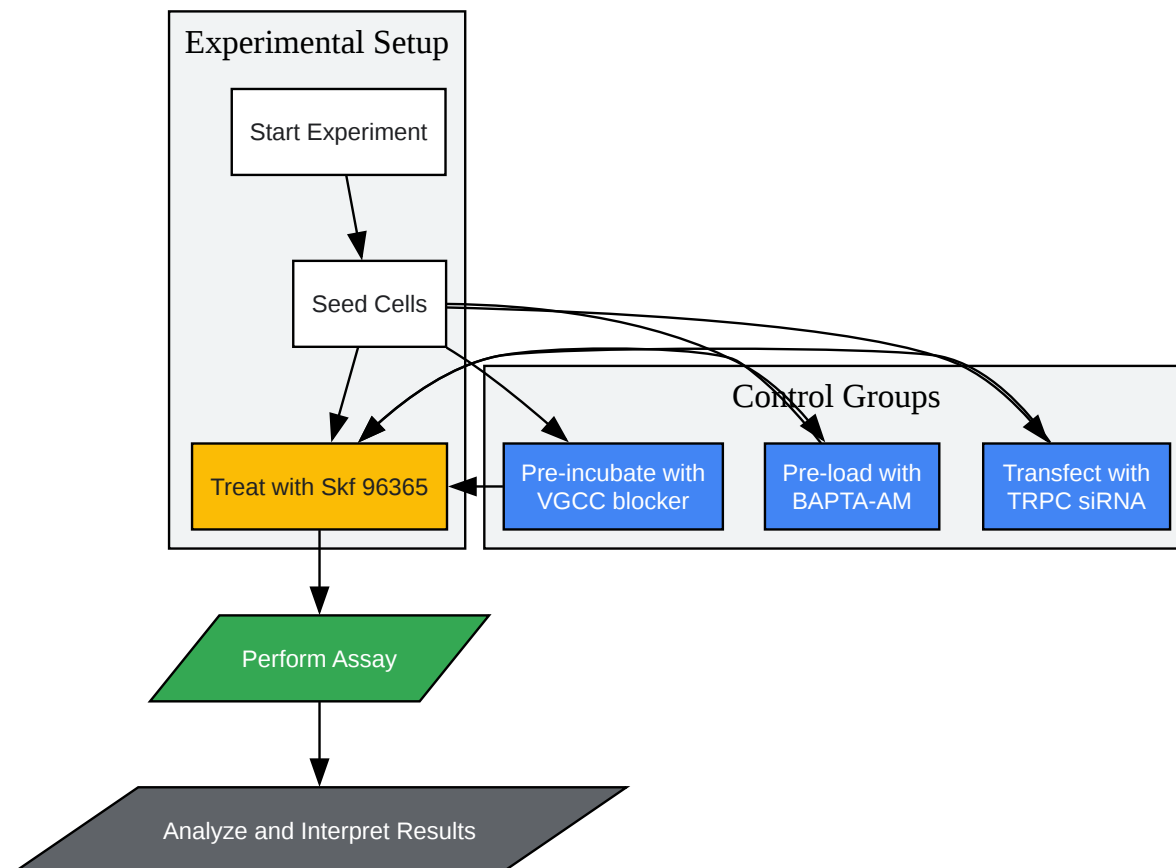 Experimental Setup
Start Experiment
Seed Cells
Control Groups
Treat with Skf 96365
Pre-incubate with
VGCC blocker
Pre-load with
BAPTA-AM
Transfect with
TRPC siRNA
Perform Assay
Analyze and Interpret Results